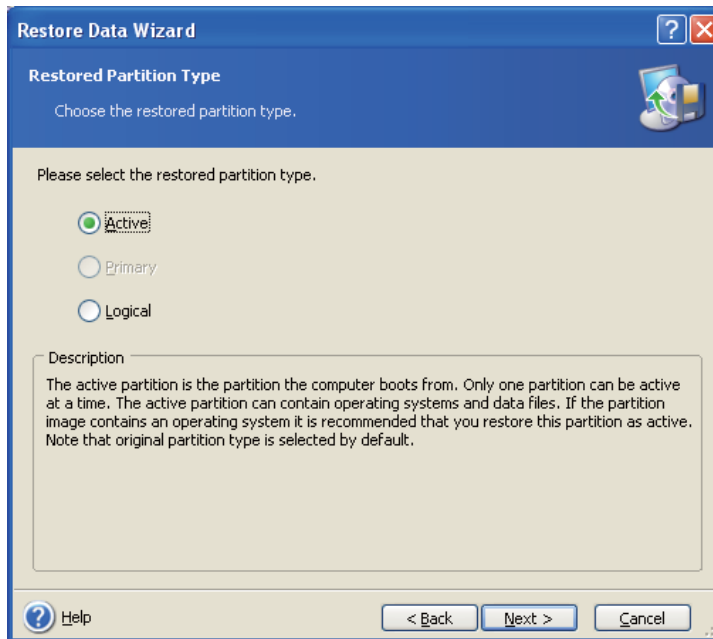 Restore Data Wizard
Restored Partition Type
Choose the restored partition type.
Please select the restored partition type.
Active
Primary
Logical
Description
The active partition is the partition the computer boots from. Only one partition can be active
at a time. The active partition can contain operating systems and data files. If the partition
image contains an operating system it is recommended that you restore this partition as active.
Note that original partition type is selected by default.
Help
< Back
Next >
Cancel